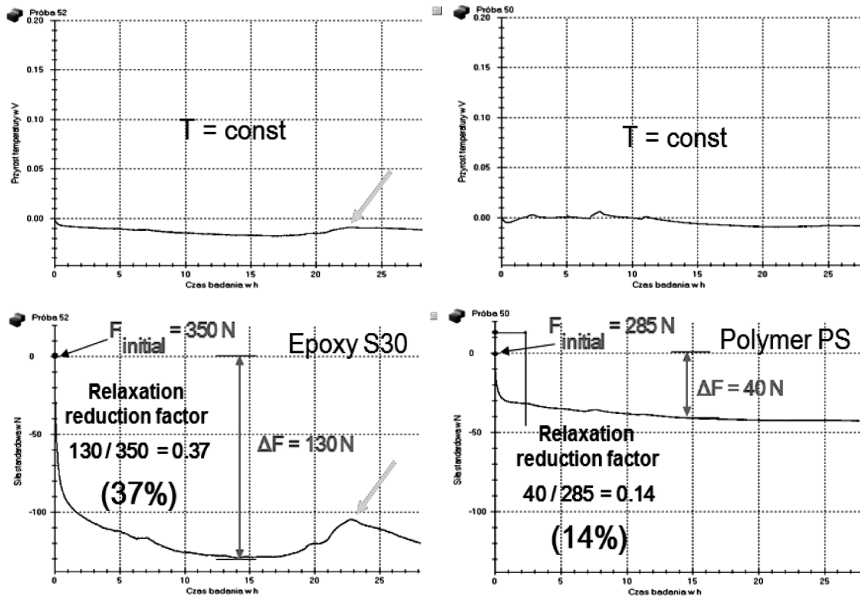 Próba 52
0.20
0.15
0.10
0.05
0.00
Przyrost temperatury w V
T = const
0 5 10 15 20 25
Czas badania w h
Próba 50
0.20
0.15
0.10
0.05
0.00
Przyrost temperatury w V
T = const
0 5 10 15 20 25
Czas badania w h
Próba 52
F initial = 350 N
Epoxy S30
0
-50
-100
Siła standardowa w N
Relaxation
reduction factor
130 / 350 = 0.37
(37%)
ΔF = 130 N
0 5 10 15 20 25
Czas badania w h
Próba 50
F initial = 285 N
Polymer PS
0
-50
-100
Siła standardowa w N
ΔF = 40 N
Relaxation
reduction factor
40 / 285 = 0.14
(14%)
0 5 10 15 20 25
Czas badania w h